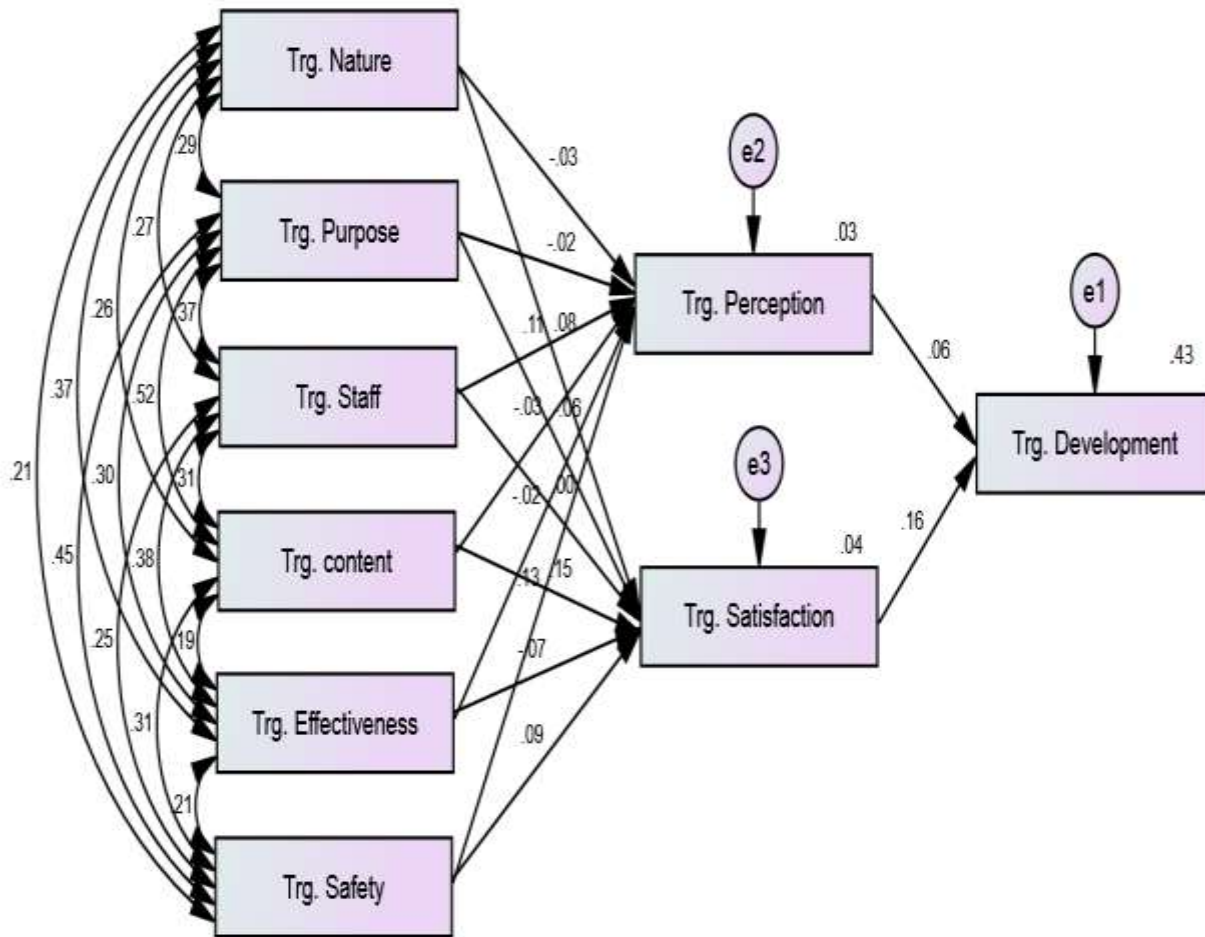 Trg. Nature
.29
-.03
e2
Trg. Purpose
.27
-.02
.03
Trg. Perception
e1
.26
.37
.11
.08
.06
.43
.37
.52
Trg. Staff
-.03
.06
Trg. Development
e3
.21
.30
.31
-.02
.00
.16
.45
.38
Trg. content
.13
.15
.04
Trg. Satisfaction
.25
.19
-.07
.31
Trg. Effectiveness
.09
.21
Trg. Safety